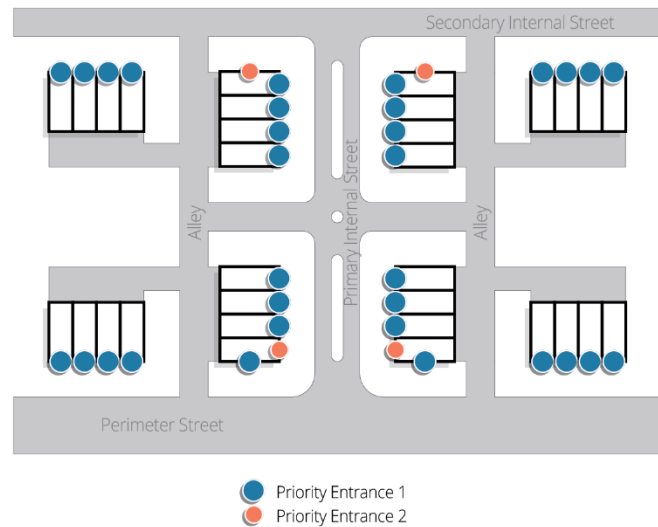 Secondary Internal Street
Alley
Primary Internal Street
Alley
Perimeter Street
Priority Entrance 1
Priority Entrance 2